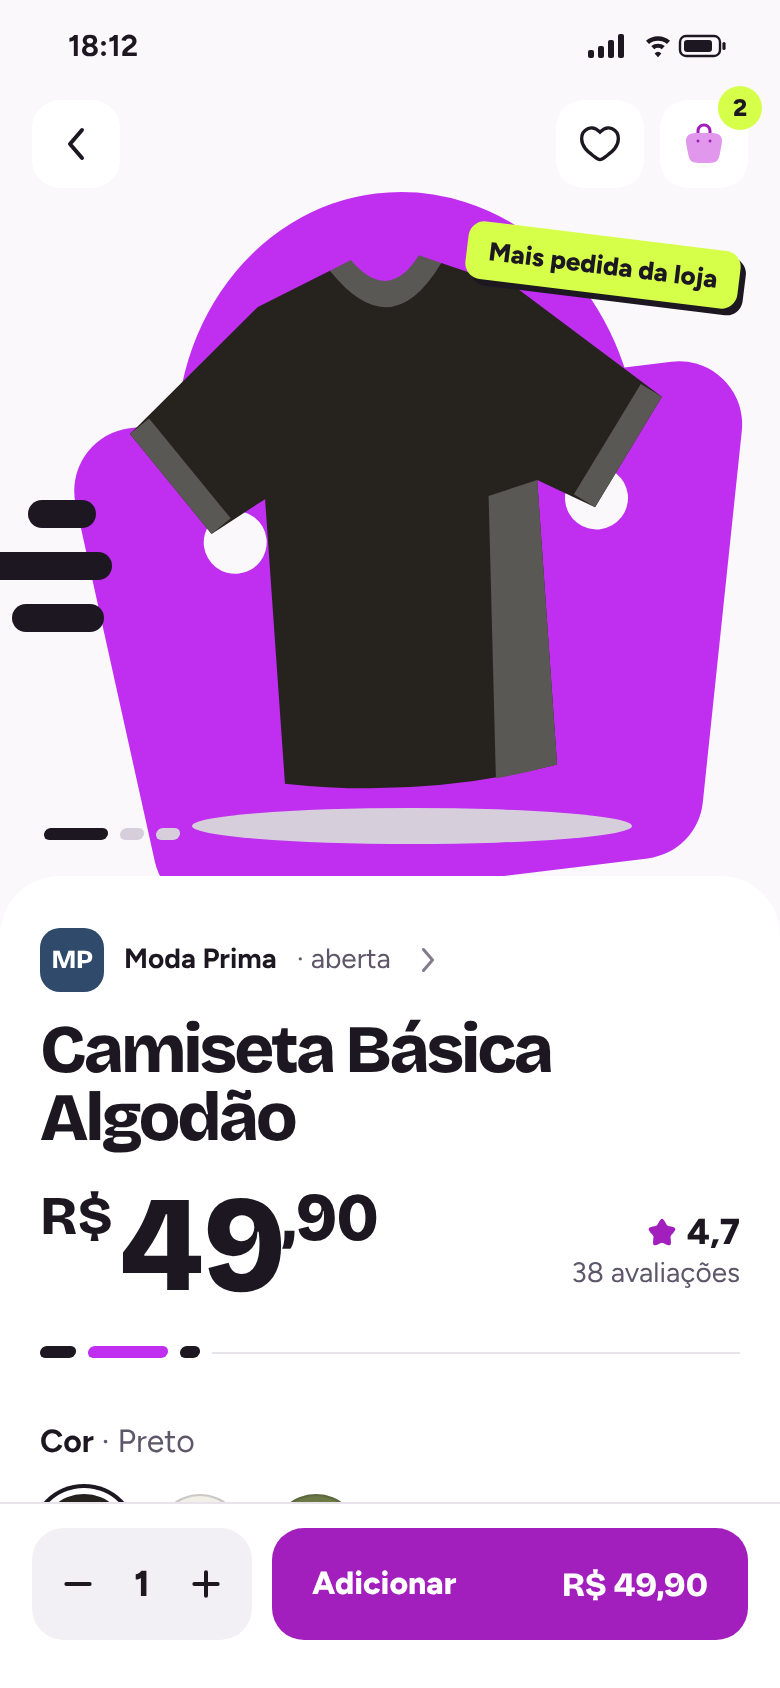 18:12
2
Mais pedida da loja
MP Moda Prima · aberta
Camiseta Básica
Algodão
R$ 49,90
4,7
38 avaliações
Cor · Preto
1
Adicionar R$ 49,90